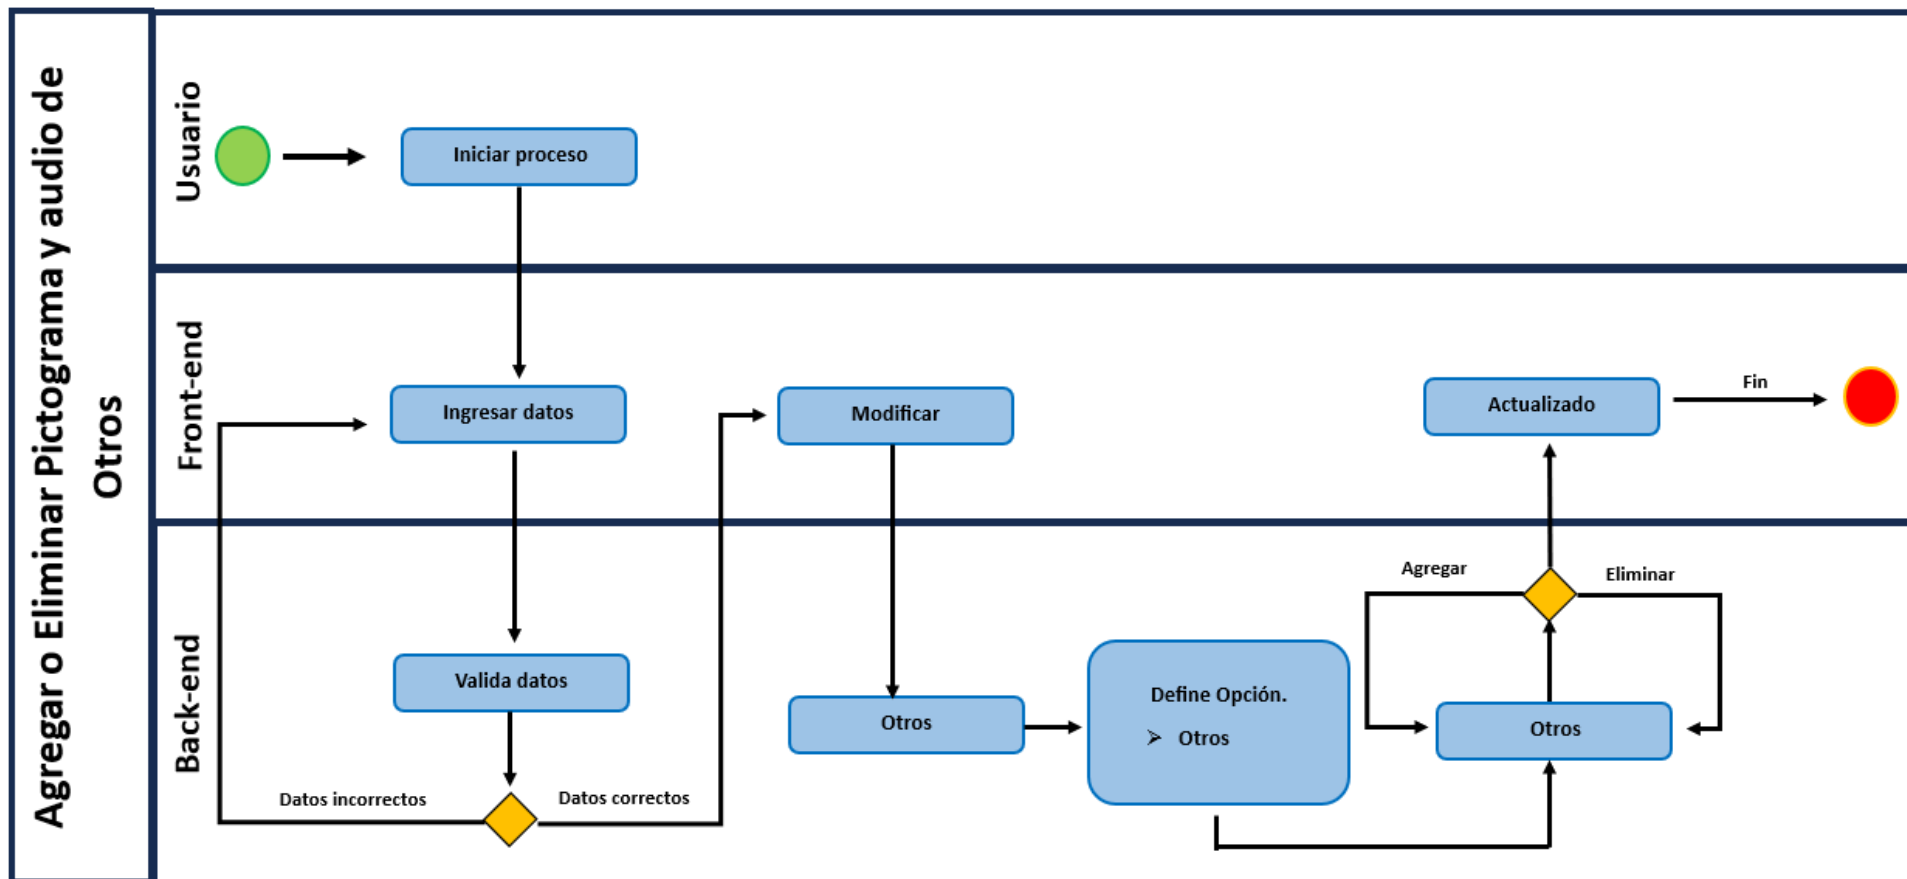 Agregar o Eliminar Pictograma y audio de
Otros
Usuario
Iniciar proceso
Front-end
Ingresar datos
Modificar
Actualizado
Fin
Back-end
Valida datos
Datos incorrectos
Datos correctos
Otros
Define Opción.
➢ Otros
Agregar
Eliminar
Otros